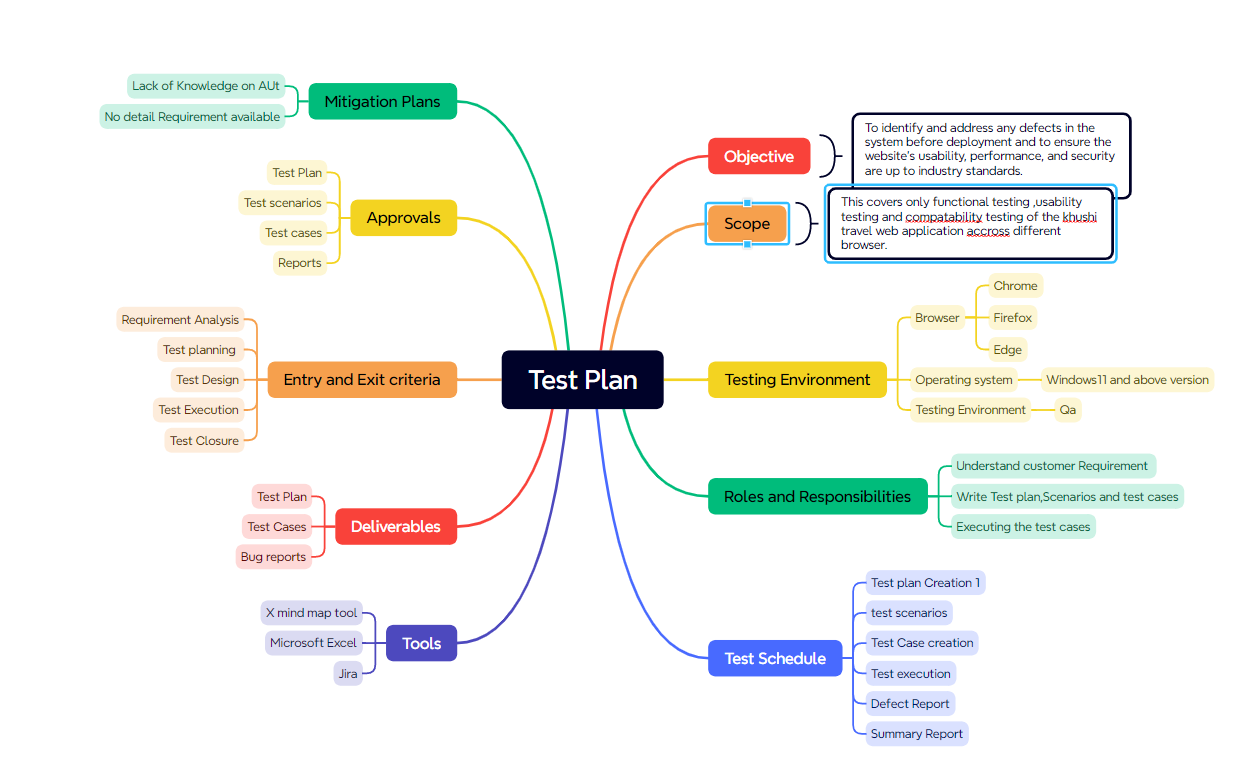 Test Plan
Objective
To identify and address any defects in the
system before deployment and to ensure the
website's usability, performance, and security
are up to industry standards.
Scope
This covers only functional testing ,usability
testing and compatability testing of the khushi
travel web application accross different
browser.
Testing Environment
Browser
Chrome
Firefox
Edge
Operating system
Windows11 and above version
Testing Environment
Qa
Roles and Responsibilities
Understand customer Requirement
Write Test plan,Scenarios and test cases
Executing the test cases
Test Schedule
Test plan Creation 1
test scenarios
Test Case creation
Test execution
Defect Report
Summary Report
Mitigation Plans
Lack of Knowledge on AUt
No detail Requirement available
Approvals
Test Plan
Test scenarios
Test cases
Reports
Entry and Exit criteria
Requirement Analysis
Test planning
Test Design
Test Execution
Test Closure
Deliverables
Test Plan
Test Cases
Bug reports
Tools
X mind map tool
Microsoft Excel
Jira